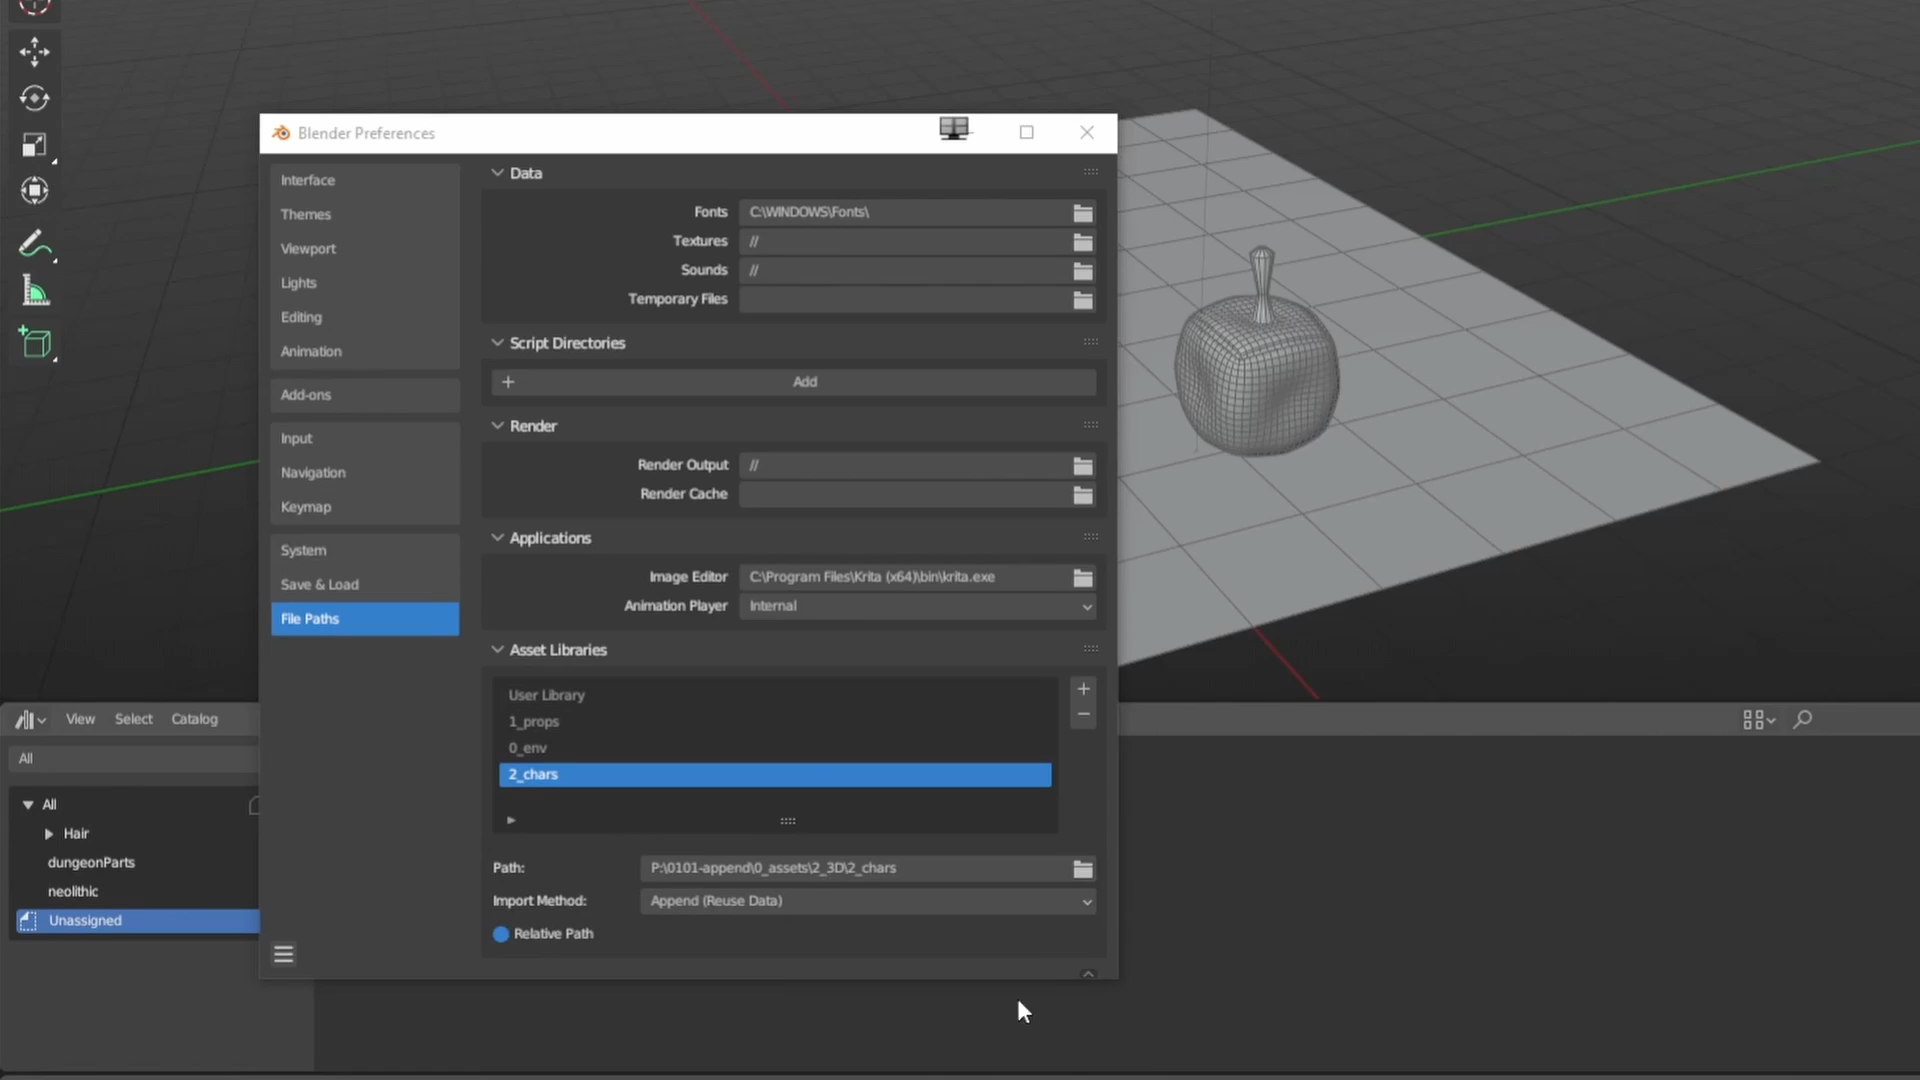 Blender Preferences
Interface
Themes
Viewport
Lights
Editing
Animation
Add-ons
Input
Navigation
Keymap
System
Save & Load
File Paths
Data
Fonts C:\WINDOWS\Fonts\
Textures //
Sounds //
Temporary Files
Script Directories
+ Add
Render
Render Output //
Render Cache
Applications
Image Editor C:\Program Files\Krita (x64)\bin\krita.exe
Animation Player Internal
Asset Libraries
User Library
1_props
0_env
2_chars
Path: P:\0101-append\0_assets\2_3D\2_chars
Import Method: Append (Reuse Data)
Relative Path
View Select Catalog
All
All
Hair
dungeonParts
neolithic
Unassigned